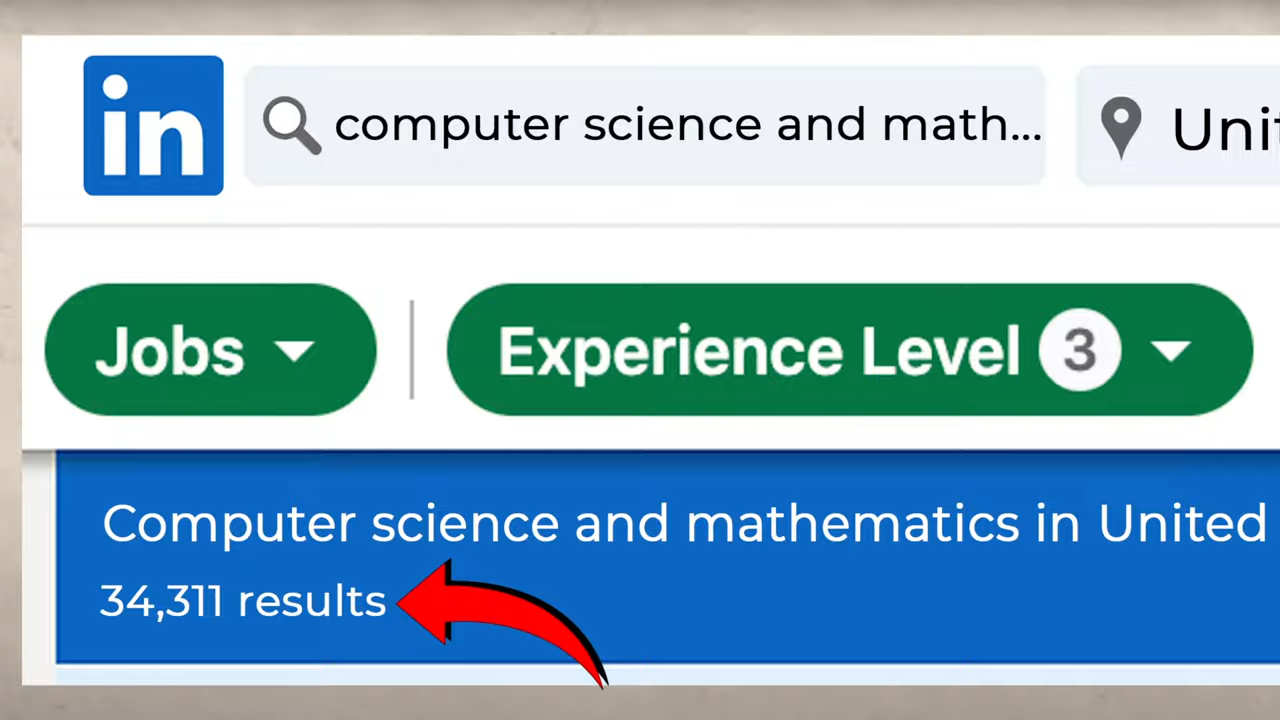 in
computer science and math...
Unit
Jobs
Experience Level 3
Computer science and mathematics in United
34,311 results